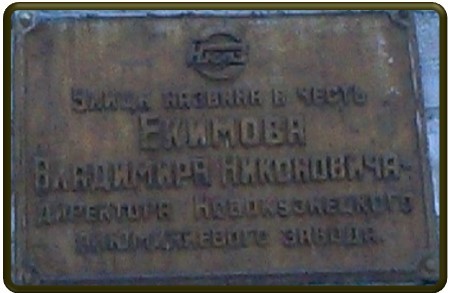 УЛИЦА НАЗВАНА В ЧЕСТЬ
ЕКИМОВА
ВЛАДИМИРА НИКОНОВИЧА-
ДИРЕКТОРА НОВОКУЗНЕЦКОГО
АЛЮМИНИЕВОГО ЗАВОДА.